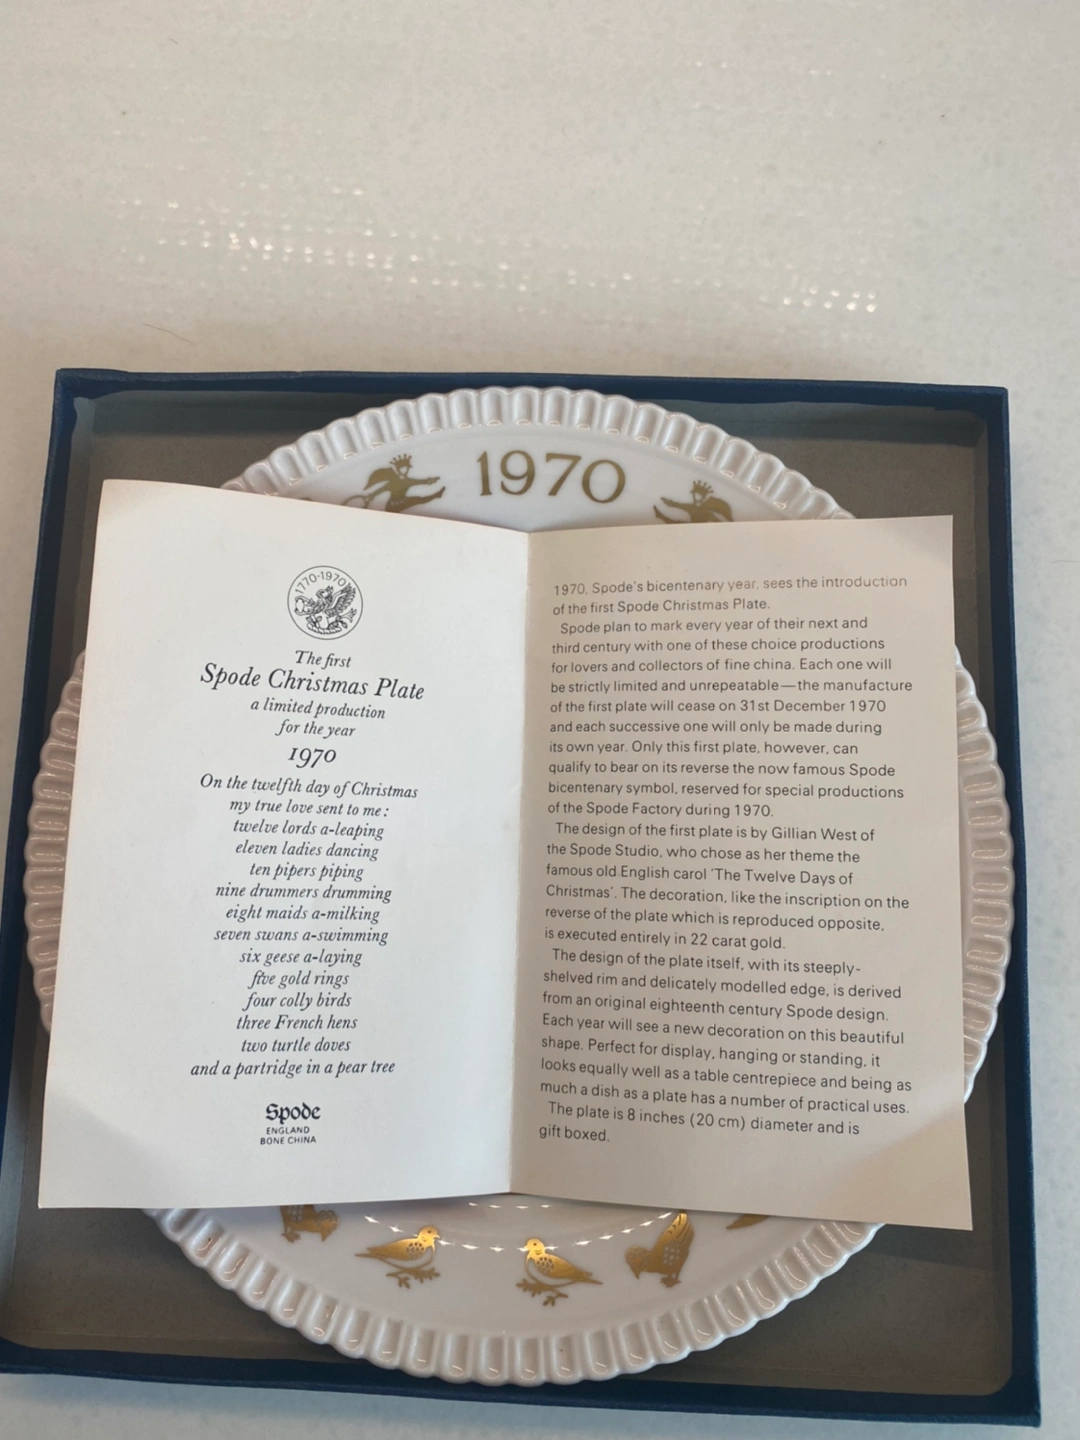 1970
1770-1970
The first
Spode Christmas Plate
a limited production
for the year
1970
On the twelfth day of Christmas
my true love sent to me:
twelve lords a-leaping
eleven ladies dancing
ten pipers piping
nine drummers drumming
eight maids a-milking
seven swans a-swimming
six geese a-laying
five gold rings
four colly birds
three French hens
two turtle doves
and a partridge in a pear tree
Spode
ENGLAND
BONE CHINA
1970, Spode's bicentenary year, sees the introduction
of the first Spode Christmas Plate.
Spode plan to mark every year of their next and
third century with one of these choice productions
for lovers and collectors of fine china. Each one will
be strictly limited and unrepeatable—the manufacture
of the first plate will cease on 31st December 1970
and each successive one will only be made during
its own year. Only this first plate, however, can
qualify to bear on its reverse the now famous Spode
bicentenary symbol, reserved for special productions
of the Spode Factory during 1970.
The design of the first plate is by Gillian West of
the Spode Studio, who chose as her theme the
famous old English carol 'The Twelve Days of
Christmas'. The decoration, like the inscription on the
reverse of the plate which is reproduced opposite,
is executed entirely in 22 carat gold.
The design of the plate itself, with its steeply-
shelved rim and delicately modelled edge, is derived
from an original eighteenth century Spode design.
Each year will see a new decoration on this beautiful
shape. Perfect for display, hanging or standing, it
looks equally well as a table centrepiece and being as
much a dish as a plate has a number of practical uses.
The plate is 8 inches (20 cm) diameter and is
gift boxed.